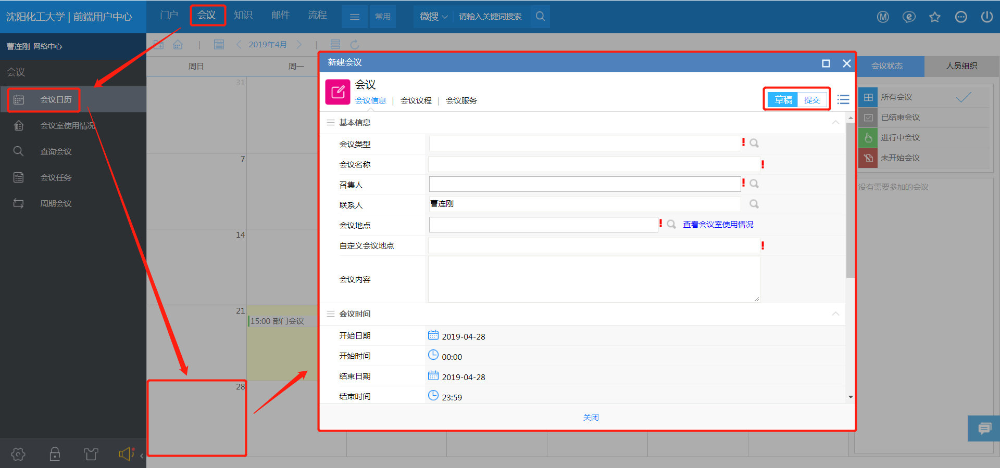 沈阳化工大学 | 前端用户中心
门户 会议 知识 邮件 流程 常用 微搜 请输入关键词搜索
曹连刚 网络中心
会议
会议日历
会议室使用情况
查询会议
会议任务
周期会议
2019年4月
周日 周一
31
7
14
21
15:00 部门会议
28
新建会议
会议
会议信息 | 会议议程 | 会议服务
草稿 提交
基本信息
会议类型 !
会议名称 !
召集人 !
联系人 曹连刚
会议地点 ! 查看会议室使用情况
自定义会议地点 !
会议内容
会议时间
开始日期 2019-04-28
开始时间 00:00
结束日期 2019-04-28
结束时间 23:59
关闭
会议状态 人员组织
所有会议
已结束会议
进行中会议
未开始会议
没有需要参加的会议